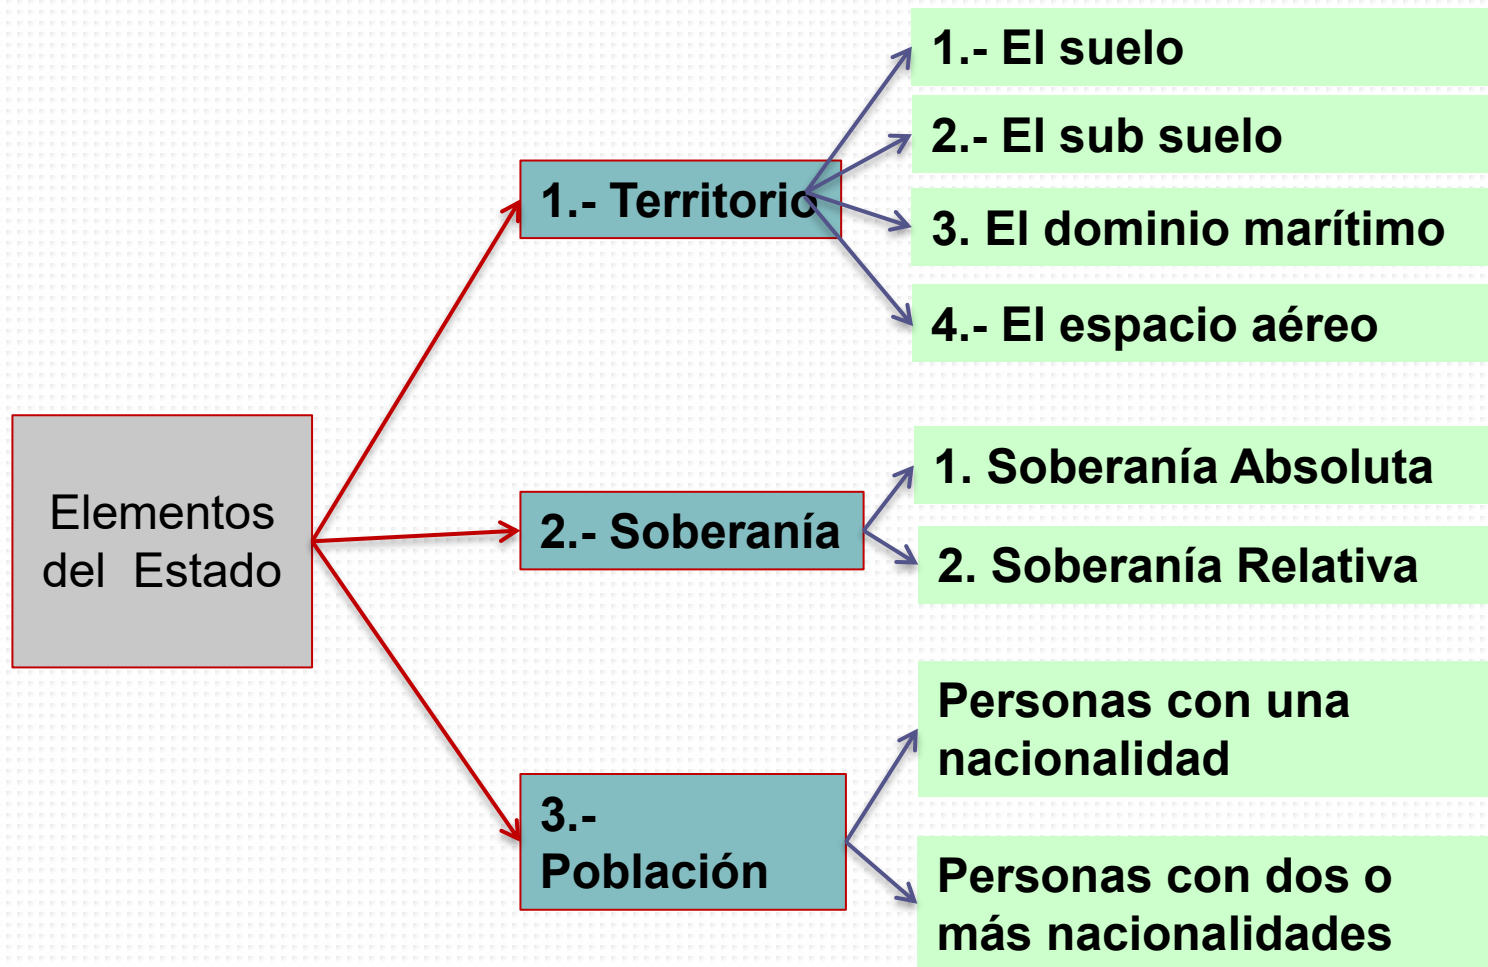 Elementos
del Estado
1.- Territorio
1.- El suelo
2.- El sub suelo
3. El dominio marítimo
4.- El espacio aéreo
2.- Soberanía
1. Soberanía Absoluta
2. Soberanía Relativa
3.-
Población
Personas con una
nacionalidad
Personas con dos o
más nacionalidades